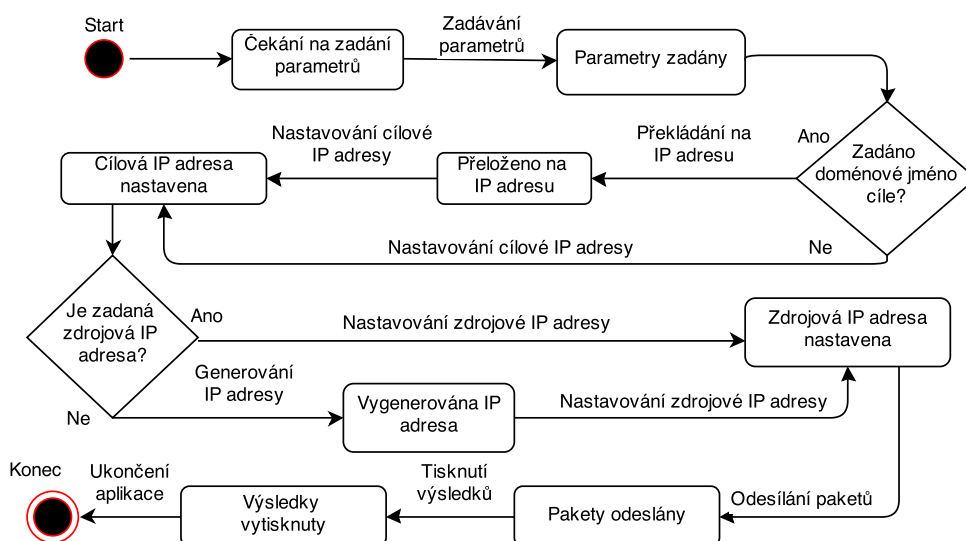 Start
Čekání na zadání
parametrů
Zadávání
parametrů
Parametry zadány
Zadáno
doménové jméno
cíle?
Ano
Překládání na
IP adresu
Přeloženo na
IP adresu
Nastavování cílové
IP adresy
Cílová IP adresa
nastavena
Ne
Nastavování cílové IP adresy
Je zadaná
zdrojová IP
adresa?
Ano
Nastavování zdrojové IP adresy
Zdrojová IP adresa
nastavena
Ne
Generování
IP adresy
Vygenerována IP
adresa
Nastavování zdrojové IP adresy
Odesílání paketů
Pakety odeslány
Tisknutí
výsledků
Výsledky
vytisknuty
Ukončení
aplikace
Konec